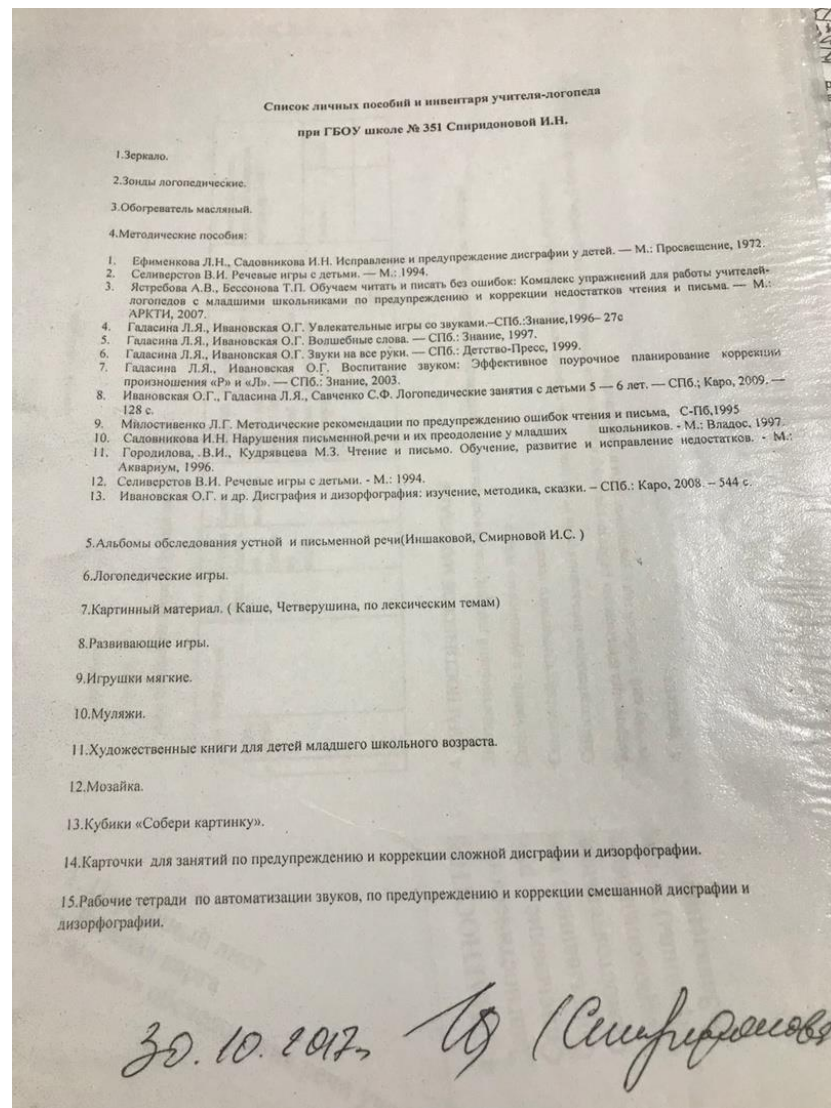 Список личных пособий и инвентаря учителя-логопеда
при ГБОУ школе № 351 Спиридоновой И.Н.
1.Зеркало.
2.Зонды логопедические.
3.Обогреватель масляный.
4.Методические пособия:
1. Ефименкова Л.Н., Садовникова И.Н. Исправление и предупреждение дисграфии у детей. — М.: Просвещение, 1972.
2. Селиверстов В.И. Речевые игры с детьми. — М.: 1994.
3. Ястребова А.В., Бессонова Т.П. Обучаем читать и писать без ошибок: Комплекс упражнений для работы учителей-
логопедов с младшими школьниками по предупреждению и коррекции недостатков чтения и письма. — М.:
АРКТИ, 2007.
4. Гадасина Л.Я., Ивановская О.Г. Увлекательные игры со звуками.–СПб.:Знание,1996– 27с
5. Гадасина Л.Я., Ивановская О.Г. Волшебные слова. — СПб.: Знание, 1997.
6. Гадасина Л.Я., Ивановская О.Г. Звуки на все руки. — СПб.: Детство-Пресс, 1999.
7. Гадасина Л.Я., Ивановская О.Г. Воспитание звуком: Эффективное поурочное планирование коррекции
произношения «Р» и «Л». — СПб.: Знание, 2003.
8. Ивановская О.Г., Гадасина Л.Я., Савченко С.Ф. Логопедические занятия с детьми 5 — 6 лет. — СПб.; Каро, 2009. —
128 с.
9. Милостивенко Л.Г. Методические рекомендации по предупреждению ошибок чтения и письма, С-Пб,1995
10. Садовникова И.Н. Нарушения письменной речи и их преодоление у младших школьников. - М.: Владос, 1997.
11. Городилова, .В.И., Кудрявцева М.З. Чтение и письмо. Обучение, развитие и исправление недостатков. - М.:
Аквариум, 1996.
12. Селиверстов В.И. Речевые игры с детьми. - М.: 1994.
13. Ивановская О.Г. и др. Дисграфия и дизорфография: изучение, методика, сказки. – СПб.: Каро, 2008. – 544 с.
5.Альбомы обследования устной и письменной речи(Иншаковой, Смирновой И.С. )
6.Логопедические игры.
7.Картинный материал. ( Каше, Четверушина, по лексическим темам)
8.Развивающие игры.
9.Игрушки мягкие.
10.Муляжи.
11.Художественные книги для детей младшего школьного возраста.
12.Мозайка.
13.Кубики «Собери картинку».
14.Карточки для занятий по предупреждению и коррекции сложной дисграфии и дизорфографии.
15.Рабочие тетради по автоматизации звуков, по предупреждению и коррекции смешанной дисграфии и
дизорфографии.
30.10.2017г (Спиридонова